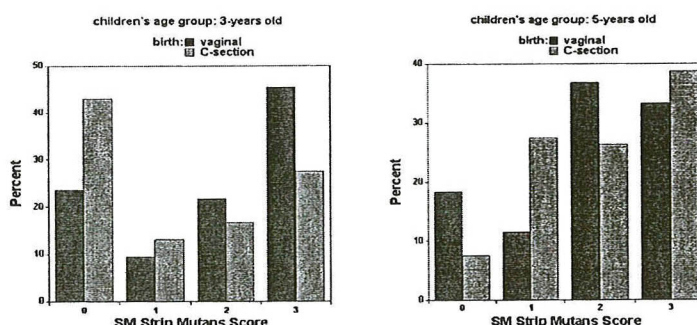 children's age group: 3-years old
birth: vaginal
C-section
50
40
30
20
10
0
Percent
0 1 2 3
SM Strip Mutans Score
children's age group: 5-years old
birth: vaginal
C-section
40
30
20
10
0
Percent
0 1 2 3
SM Strip Mutans Score